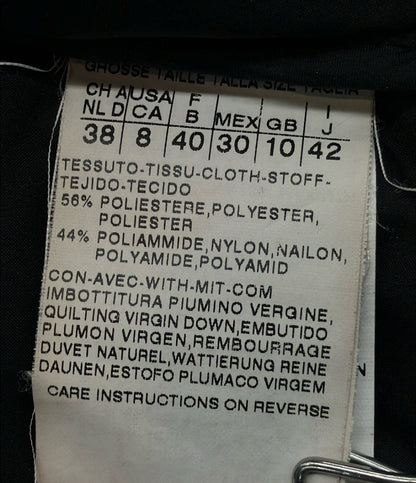 GRÖSSE TAILLE TALLA SIZE TAGLIA
CH A USA F I
NL D CA B MEX GB J
38 8 40 30 10 42
TESSUTO-TISSU-CLOTH-STOFF-
TEJIDO-TECIDO
56% POLIESTERE,POLYESTER,
POLIESTER
44% POLIAMMIDE,NYLON,NAILON,
POLYAMIDE,POLYAMID
CON-AVEC-WITH-MIT-COM
IMBOTTITURA PIUMINO VERGINE,
QUILTING VIRGIN DOWN,EMBUTIDO
PLUMON VIRGEN,REMBOURRAGE
DUVET NATUREL,WATTIERUNG REINE
DAUNEN,ESTOFO PLUMACO VIRGEM
CARE INSTRUCTIONS ON REVERSE
N